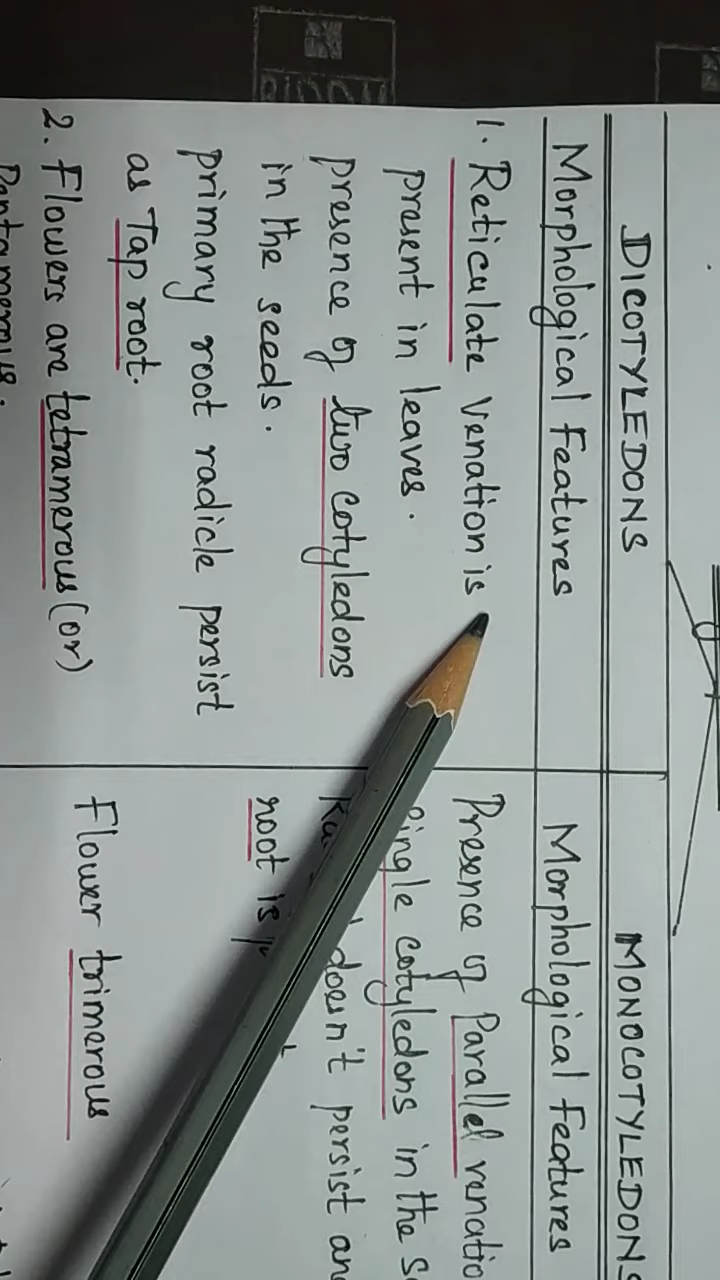 DICOTYLEDONS
Morphological Features
1. Reticulate venation is
present in leaves.
presence of two cotyledons
in the seeds.
primary root radicle persist
as Tap root.
2. Flowers are tetramerous (or)
Pentamerous.
MONOCOTYLEDONS
Morphological Features
Presence of Parallel
Single cotyledons in the
doesn't persist
root is
Flower trimerous